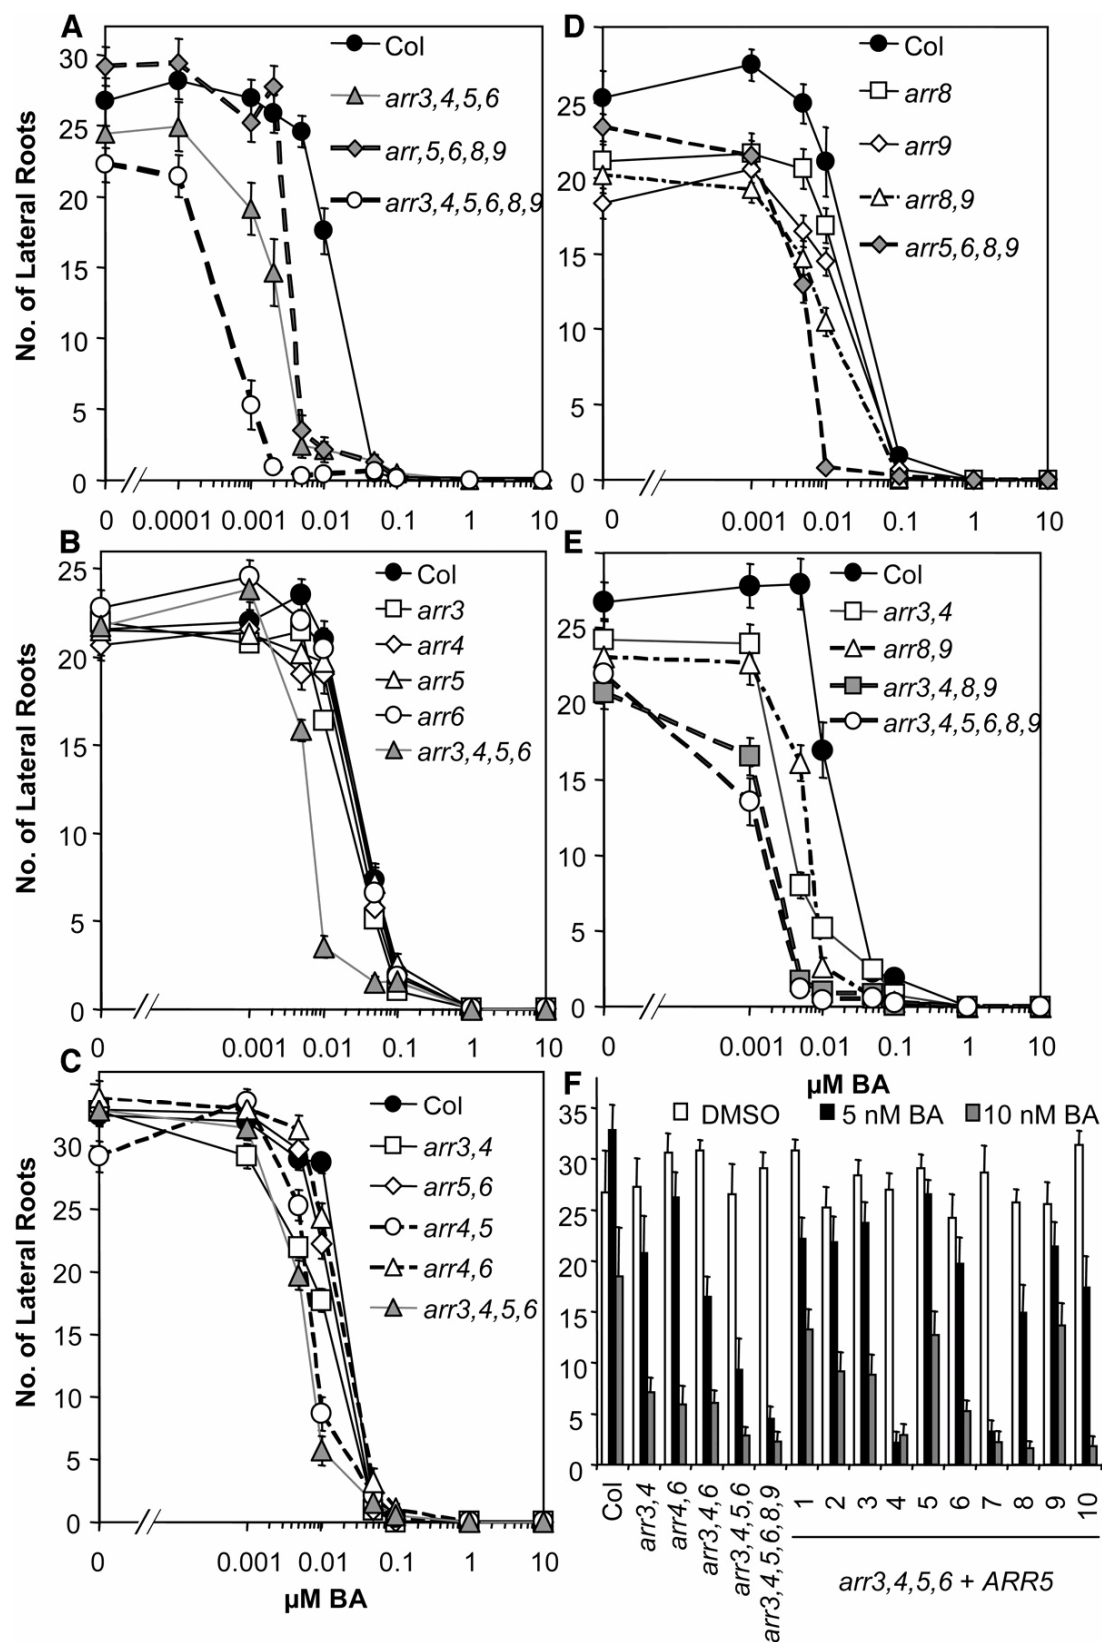 A
No. of Lateral Roots
30
25
20
15
10
5
0
Col
arr3,4,5,6
arr,5,6,8,9
arr3,4,5,6,8,9
0 0.0001 0.001 0.01 0.1 1 10
D
25
20
15
10
5
0
Col
arr8
arr9
arr8,9
arr5,6,8,9
0 0.001 0.01 0.1 1 10
B
No. of Lateral Roots
25
20
15
10
5
0
Col
arr3
arr4
arr5
arr6
arr3,4,5,6
0 0.001 0.01 0.1 1 10
E
25
20
15
10
5
0
Col
arr3,4
arr8,9
arr3,4,8,9
arr3,4,5,6,8,9
0 0.001 0.01 0.1 1 10
µM BA
C
No. of Lateral Roots
30
25
20
15
10
5
0
Col
arr3,4
arr5,6
arr4,5
arr4,6
arr3,4,5,6
0 0.001 0.01 0.1 1 10
µM BA
F
DMSO 5 nM BA 10 nM BA
35
30
25
20
15
10
5
0
Col
arr3,4
arr4,6
arr3,4,6
arr3,4,5,6
arr3,4,5,6,8,9
1 2 3 4 5 6 7 8 9 10
arr3,4,5,6 + ARR5